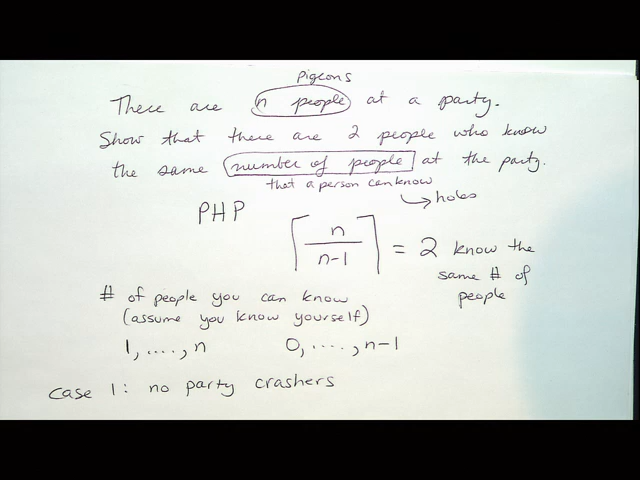 pigeons
There are n people at a party.
Show that there are 2 people who know
the same number of people at the party.
that a person can know
holes
PHP
⌈n/(n-1)⌉ = 2 know the
same # of
people
# of people you can know
(assume you know yourself)
1, ...., n 0, ...., n-1
Case 1: no party crashers